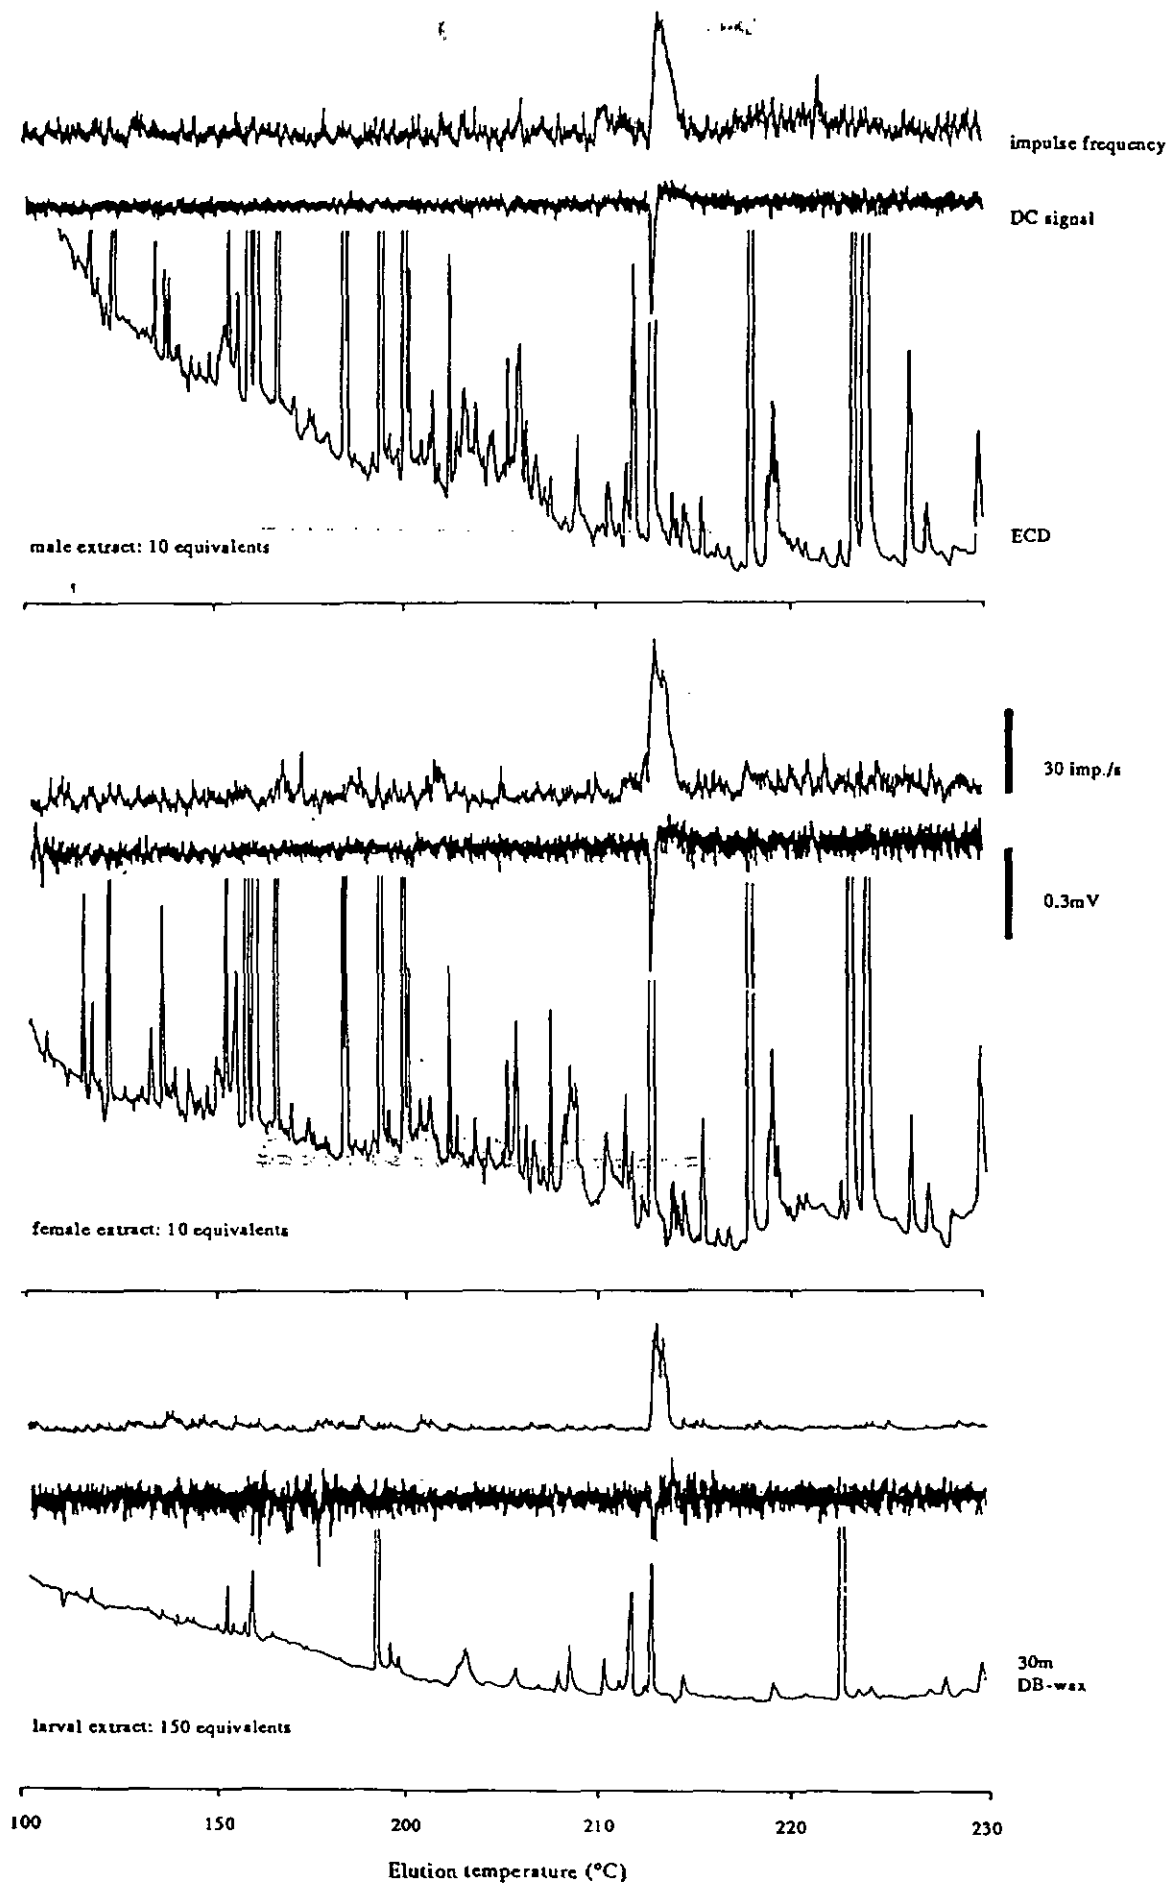 impulse frequency
DC signal
ECD
male extract: 10 equivalents
30 imp./s
0.3mV
female extract: 10 equivalents
30m
DB-wax
larval extract: 150 equivalents
100 150 200 210 220 230
Elution temperature (°C)